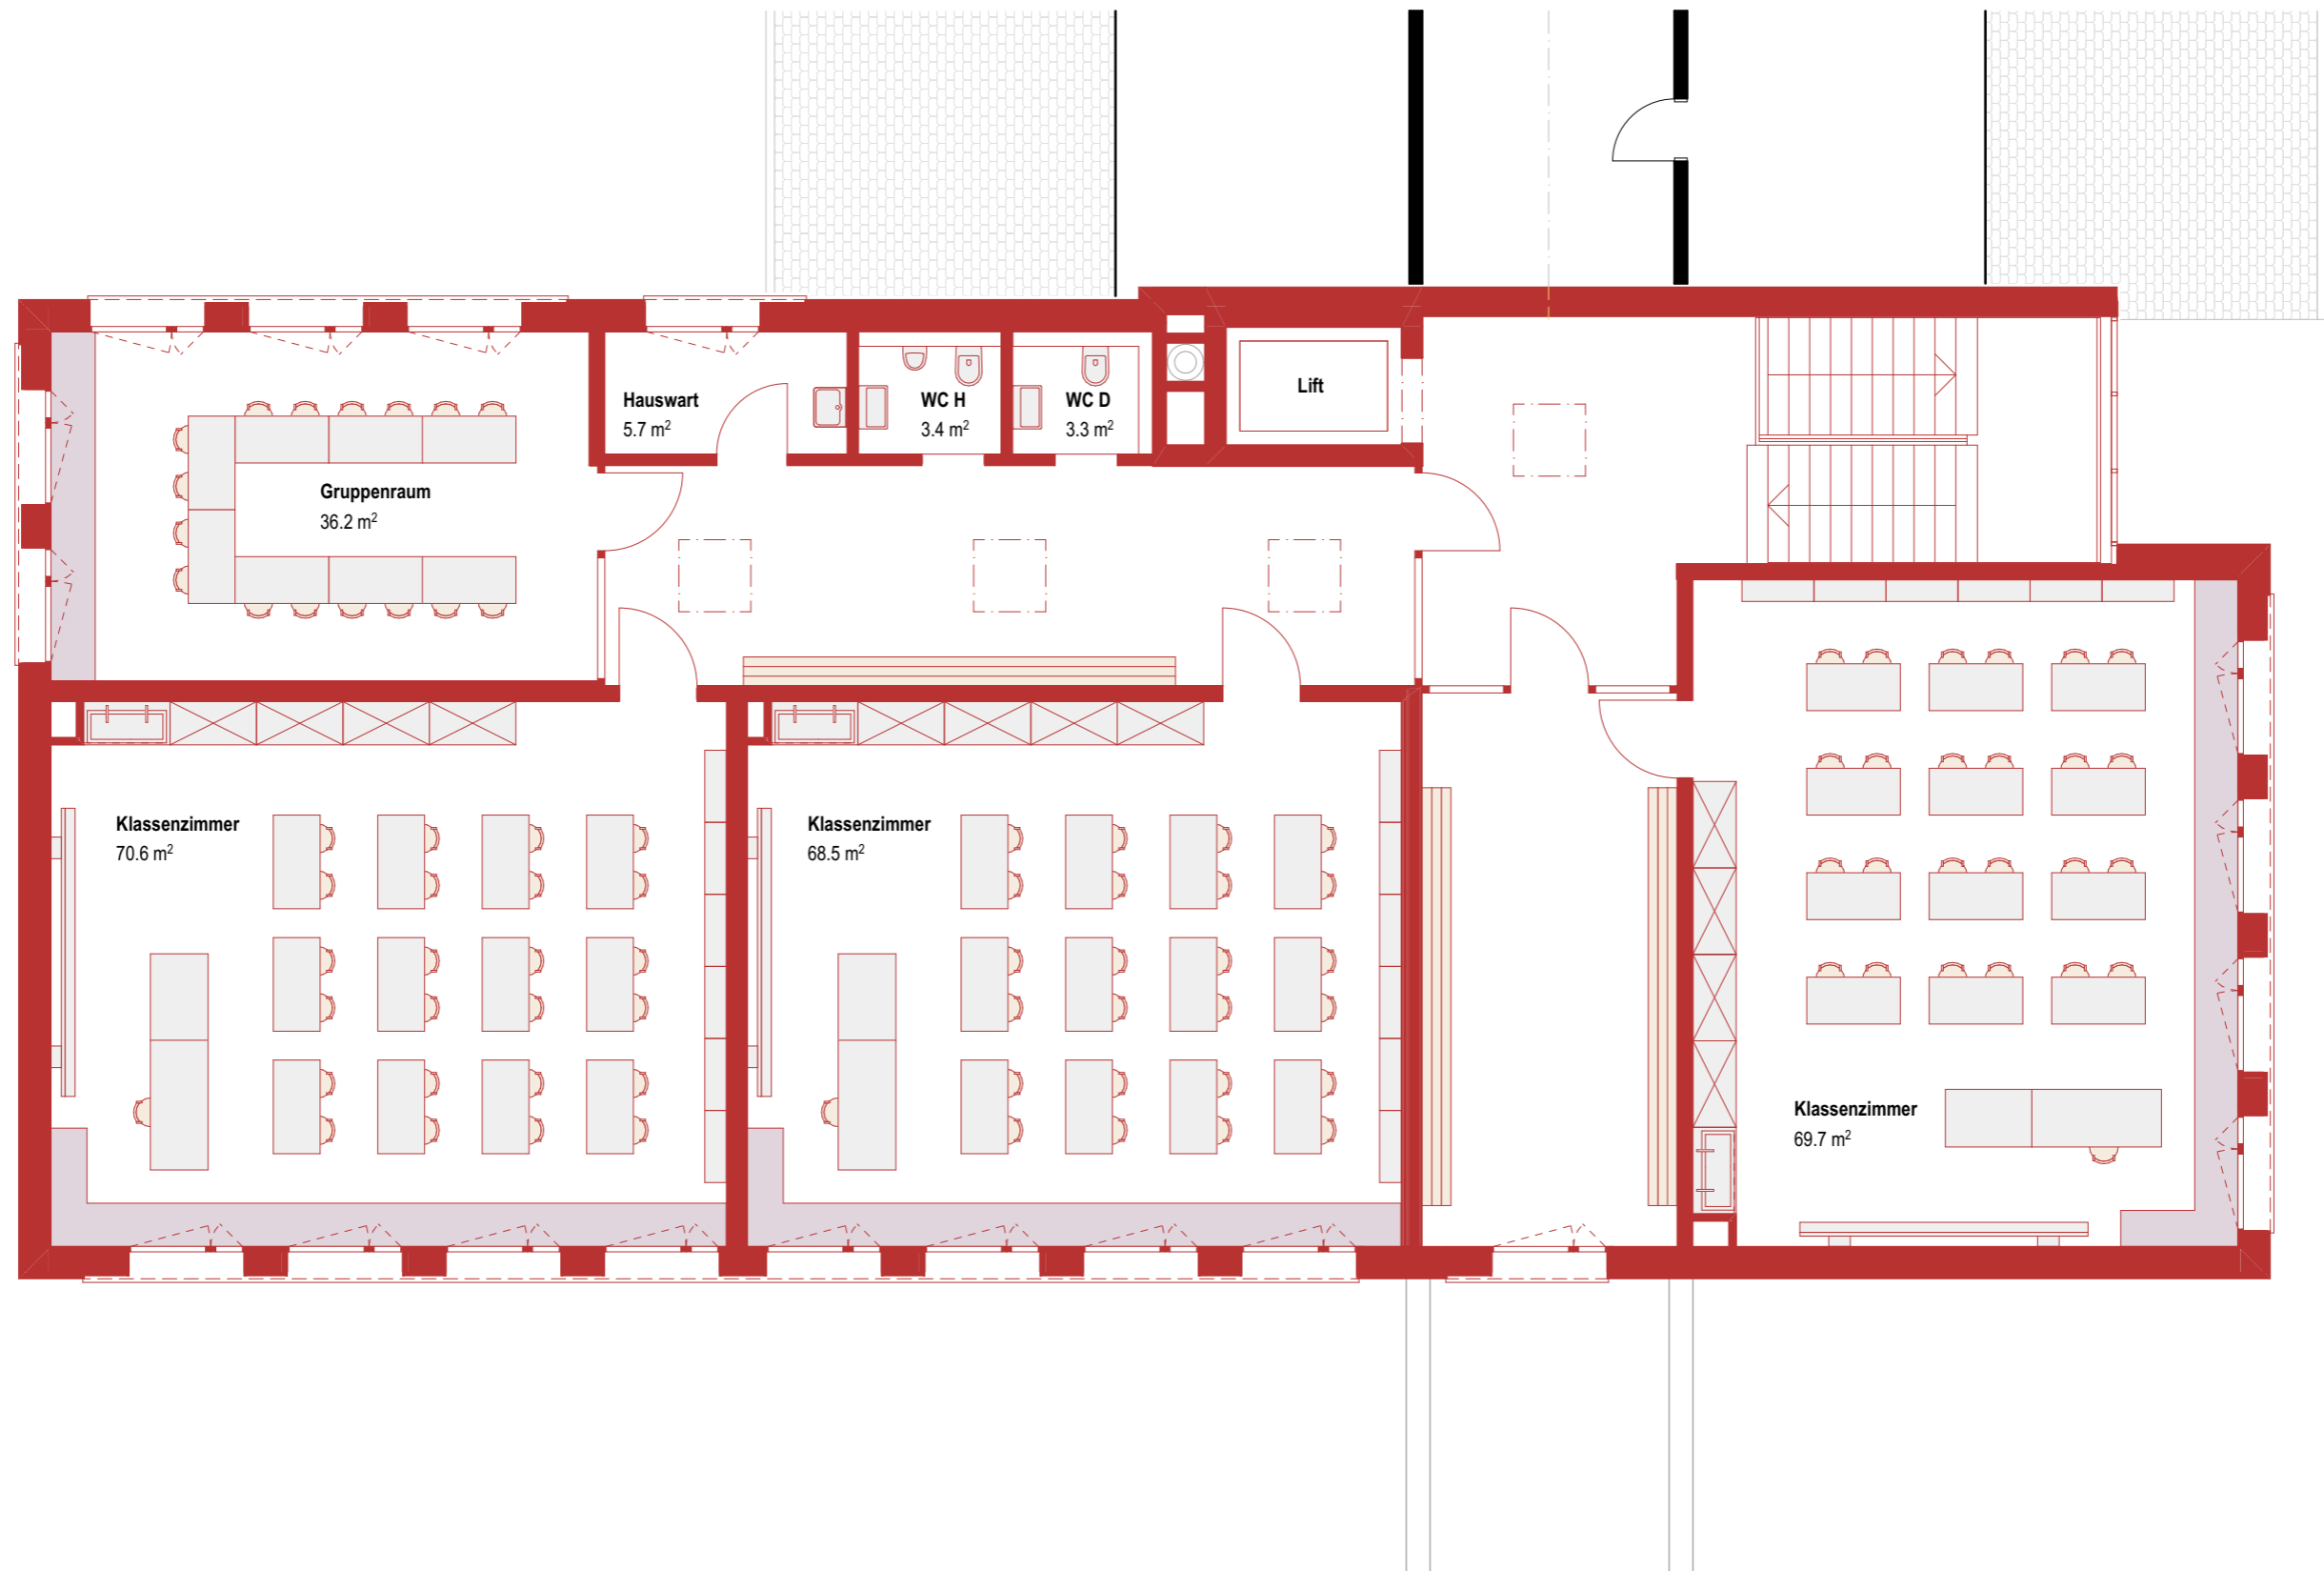 Lift
Hauswart
5.7 m²
WC H
3.4 m²
WC D
3.3 m²
Gruppenraum
36.2 m²
Klassenzimmer
70.6 m²
Klassenzimmer
68.5 m²
Klassenzimmer
69.7 m²